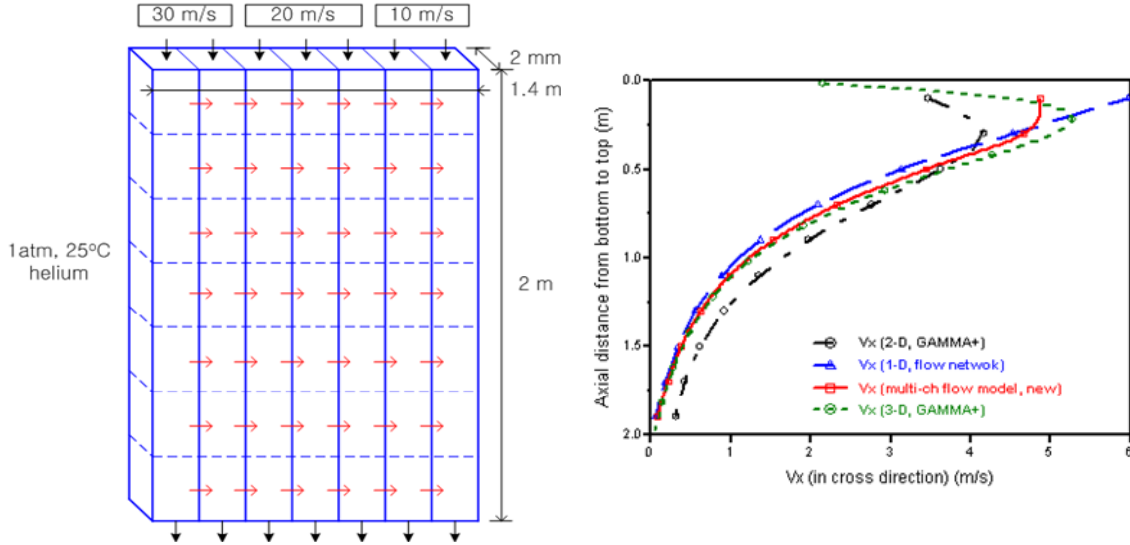 30 m/s 20 m/s 10 m/s
2 mm
1.4 m
1atm, 25°C
helium
2 m
Axial distance from bottom to top (m)
0.0
0.5
1.0
1.5
2.0
Vx (2-D, GAMMA+)
Vx (1-D, flow netwok)
Vx (multi-ch flow model, new)
Vx (3-D, GAMMA+)
0 1 2 3 4 5 6
Vx (in cross direction) (m/s)